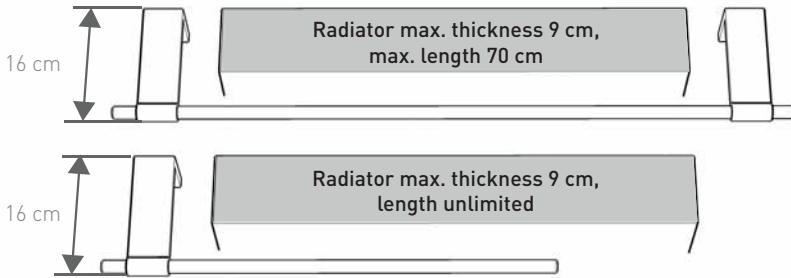 Radiator max. thickness 9 cm,
max. length 70 cm
16 cm
Radiator max. thickness 9 cm,
length unlimited
16 cm